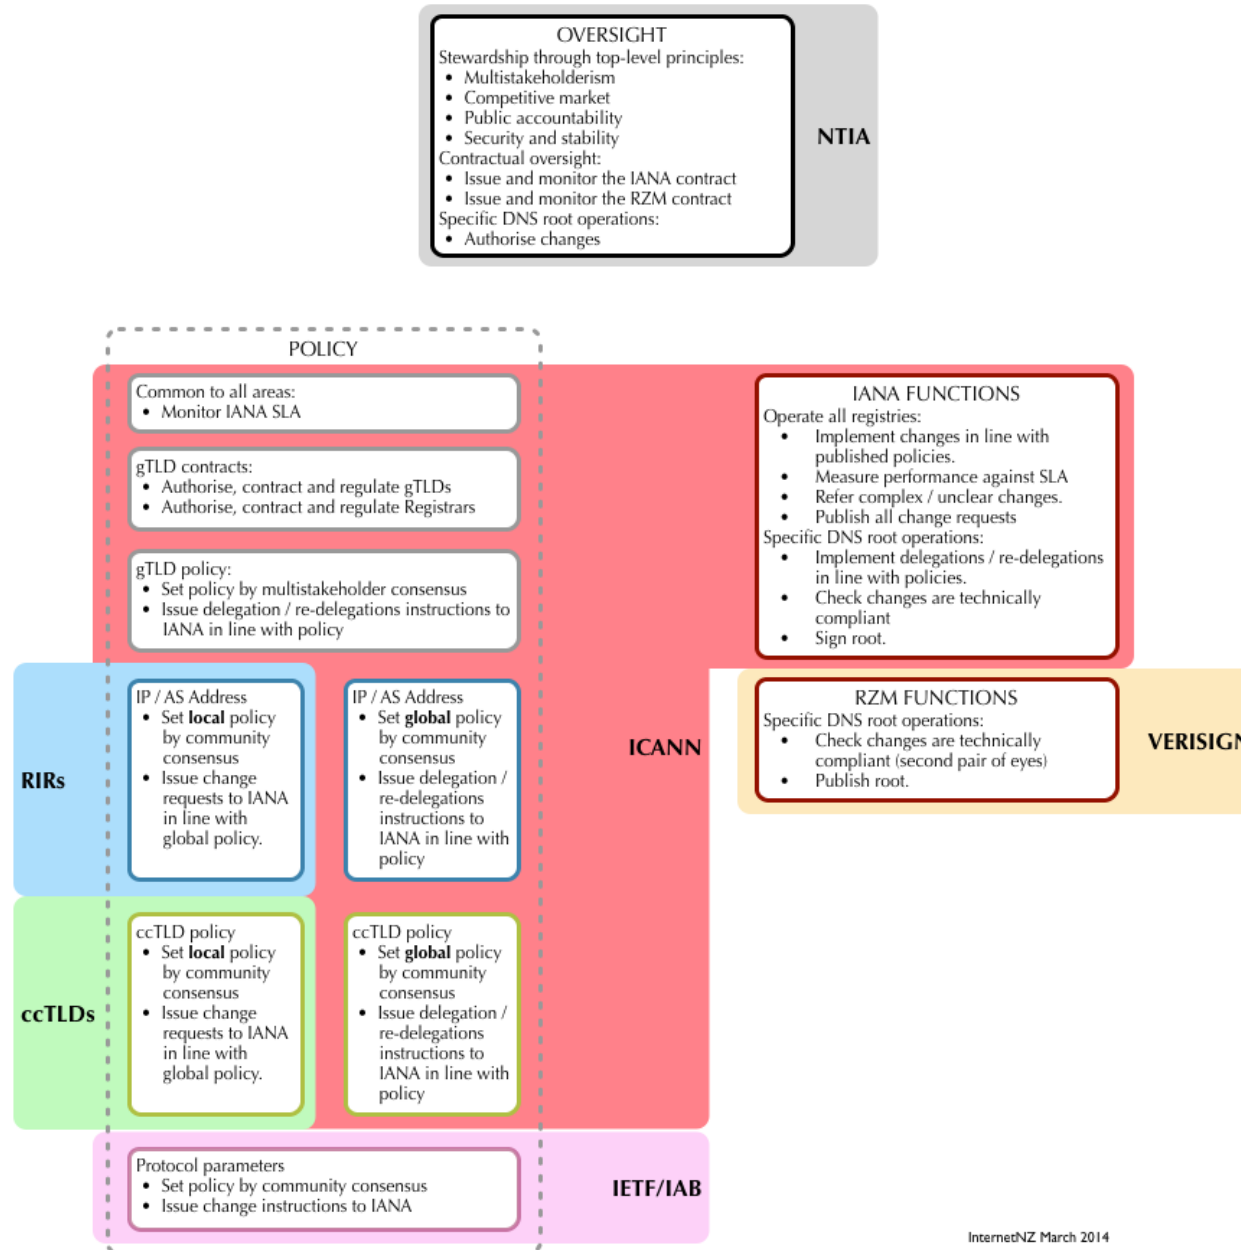 OVERSIGHT
Stewardship through top-level principles:
• Multistakeholderism
• Competitive market
• Public accountability
• Security and stability
Contractual oversight:
• Issue and monitor the IANA contract
• Issue and monitor the RZM contract
Specific DNS root operations:
• Authorise changes
NTIA
POLICY
Common to all areas:
• Monitor IANA SLA
gTLD contracts:
• Authorise, contract and regulate gTLDs
• Authorise, contract and regulate Registrars
gTLD policy:
• Set policy by multistakeholder consensus
• Issue delegation / re-delegations instructions to
IANA in line with policy
IANA FUNCTIONS
Operate all registries:
• Implement changes in line with
published policies.
• Measure performance against SLA
• Refer complex / unclear changes.
• Publish all change requests
Specific DNS root operations:
• Implement delegations / re-delegations
in line with policies.
• Check changes are technically
compliant
• Sign root.
RIRs
IP / AS Address
• Set local policy
by community
consensus
• Issue change
requests to IANA
in line with
global policy.
IP / AS Address
• Set global policy
by community
consensus
• Issue delegation /
re-delegations
instructions to
IANA in line with
policy
ICANN
RZM FUNCTIONS
Specific DNS root operations:
• Check changes are technically
compliant (second pair of eyes)
• Publish root.
VERISIGN
ccTLDs
ccTLD policy
• Set local policy
by community
consensus
• Issue change
requests to IANA
in line with
global policy.
ccTLD policy
• Set global policy
by community
consensus
• Issue delegation /
re-delegations
instructions to
IANA in line with
policy
Protocol parameters
• Set policy by community consensus
• Issue change instructions to IANA
IETF/IAB
InternetNZ March 2014